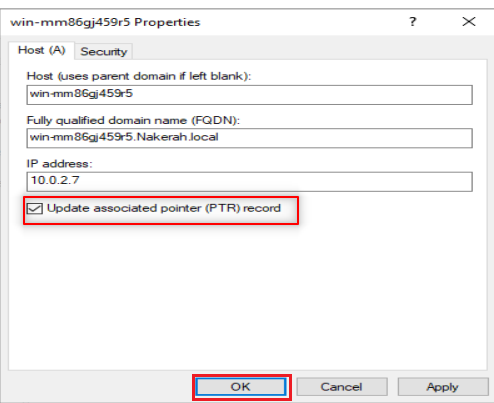 win-mm86gj459r5 Properties
Host (A) Security
Host (uses parent domain if left blank):
win-mm86gj459r5
Fully qualified domain name (FQDN):
win-mm86gj459r5.Nakerah.local
IP address:
10.0.2.7
Update associated pointer (PTR) record
OK Cancel Apply